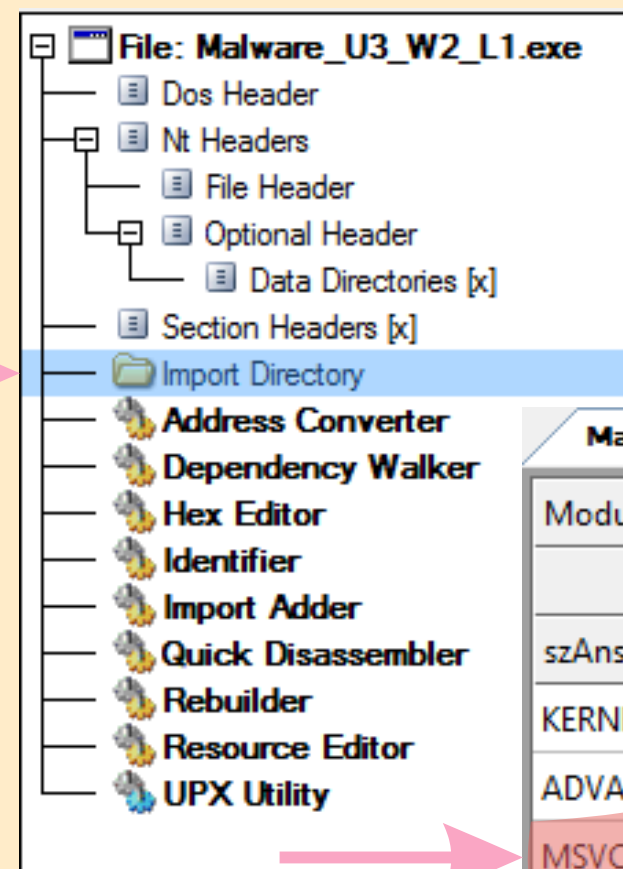 File: Malware_U3_W2_L1.exe
Dos Header
Nt Headers
File Header
Optional Header
Data Directories [x]
Section Headers [x]
Import Directory
Address Converter
Dependency Walker
Hex Editor
Identifier
Import Adder
Quick Disassembler
Rebuilder
Resource Editor
UPX Utility